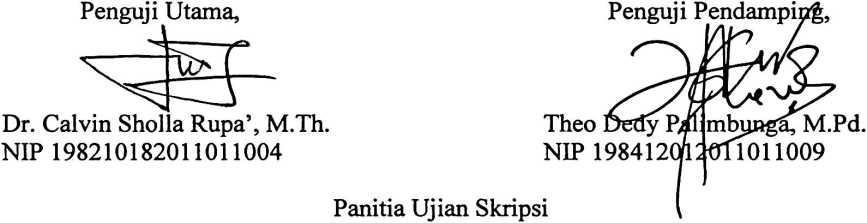 Penguji Utama,
Penguji Pendamping,
Dr. Calvin Sholla Rupa’, M.Th.
Theo Dedy Palimbunga, M.Pd.
NIP 198210182011011004
NIP 198412012011011009
Panitia Ujian Skripsi